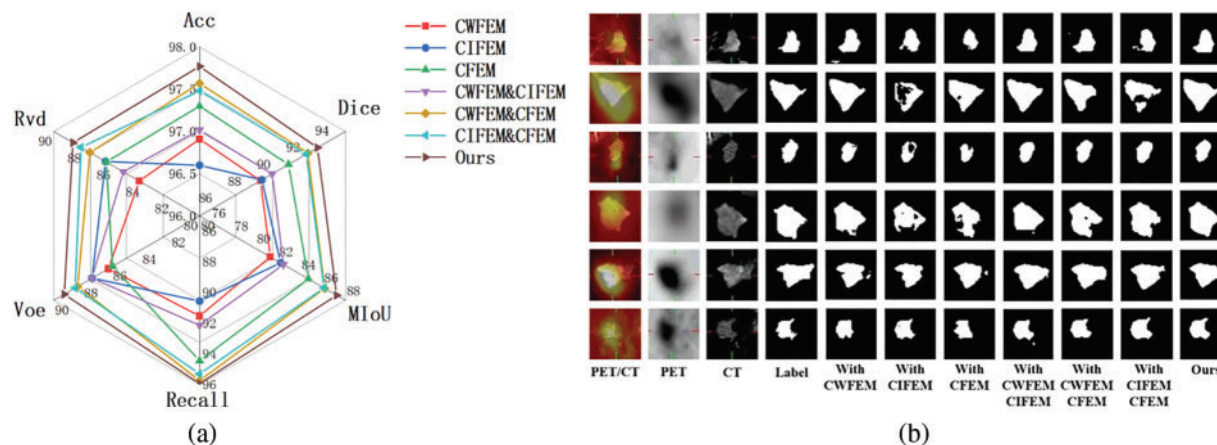 Acc
98.0
97.5
97.0
96.5
96.0
Dice
94
92
90
88
86
MIoU
88
86
84
82
80
78
76
Recall
96
94
92
90
88
86
Voe
90
88
86
84
82
80
Rvd
90
88
86
84
82
80
CWFEM
CIFEM
CFEM
CWFEM&CIFEM
CWFEM&CFEM
CIFEM&CFEM
Ours
(a)
PET/CT
PET
CT
Label
With
CWFEM
With
CIFEM
With
CFEM
With
CWFEM
CIFEM
With
CWFEM
CFEM
With
CIFEM
CFEM
Ours
(b)